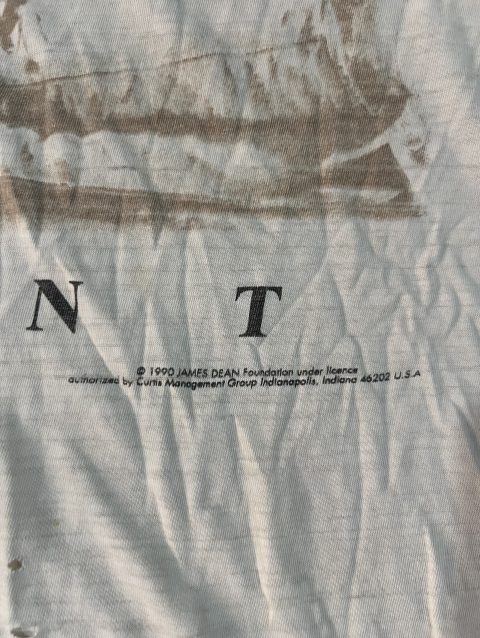 N T
© 1990 JAMES DEAN Foundation under licence
authorized by Curtis Management Group Indianapolis, Indiana 46202 U.S.A